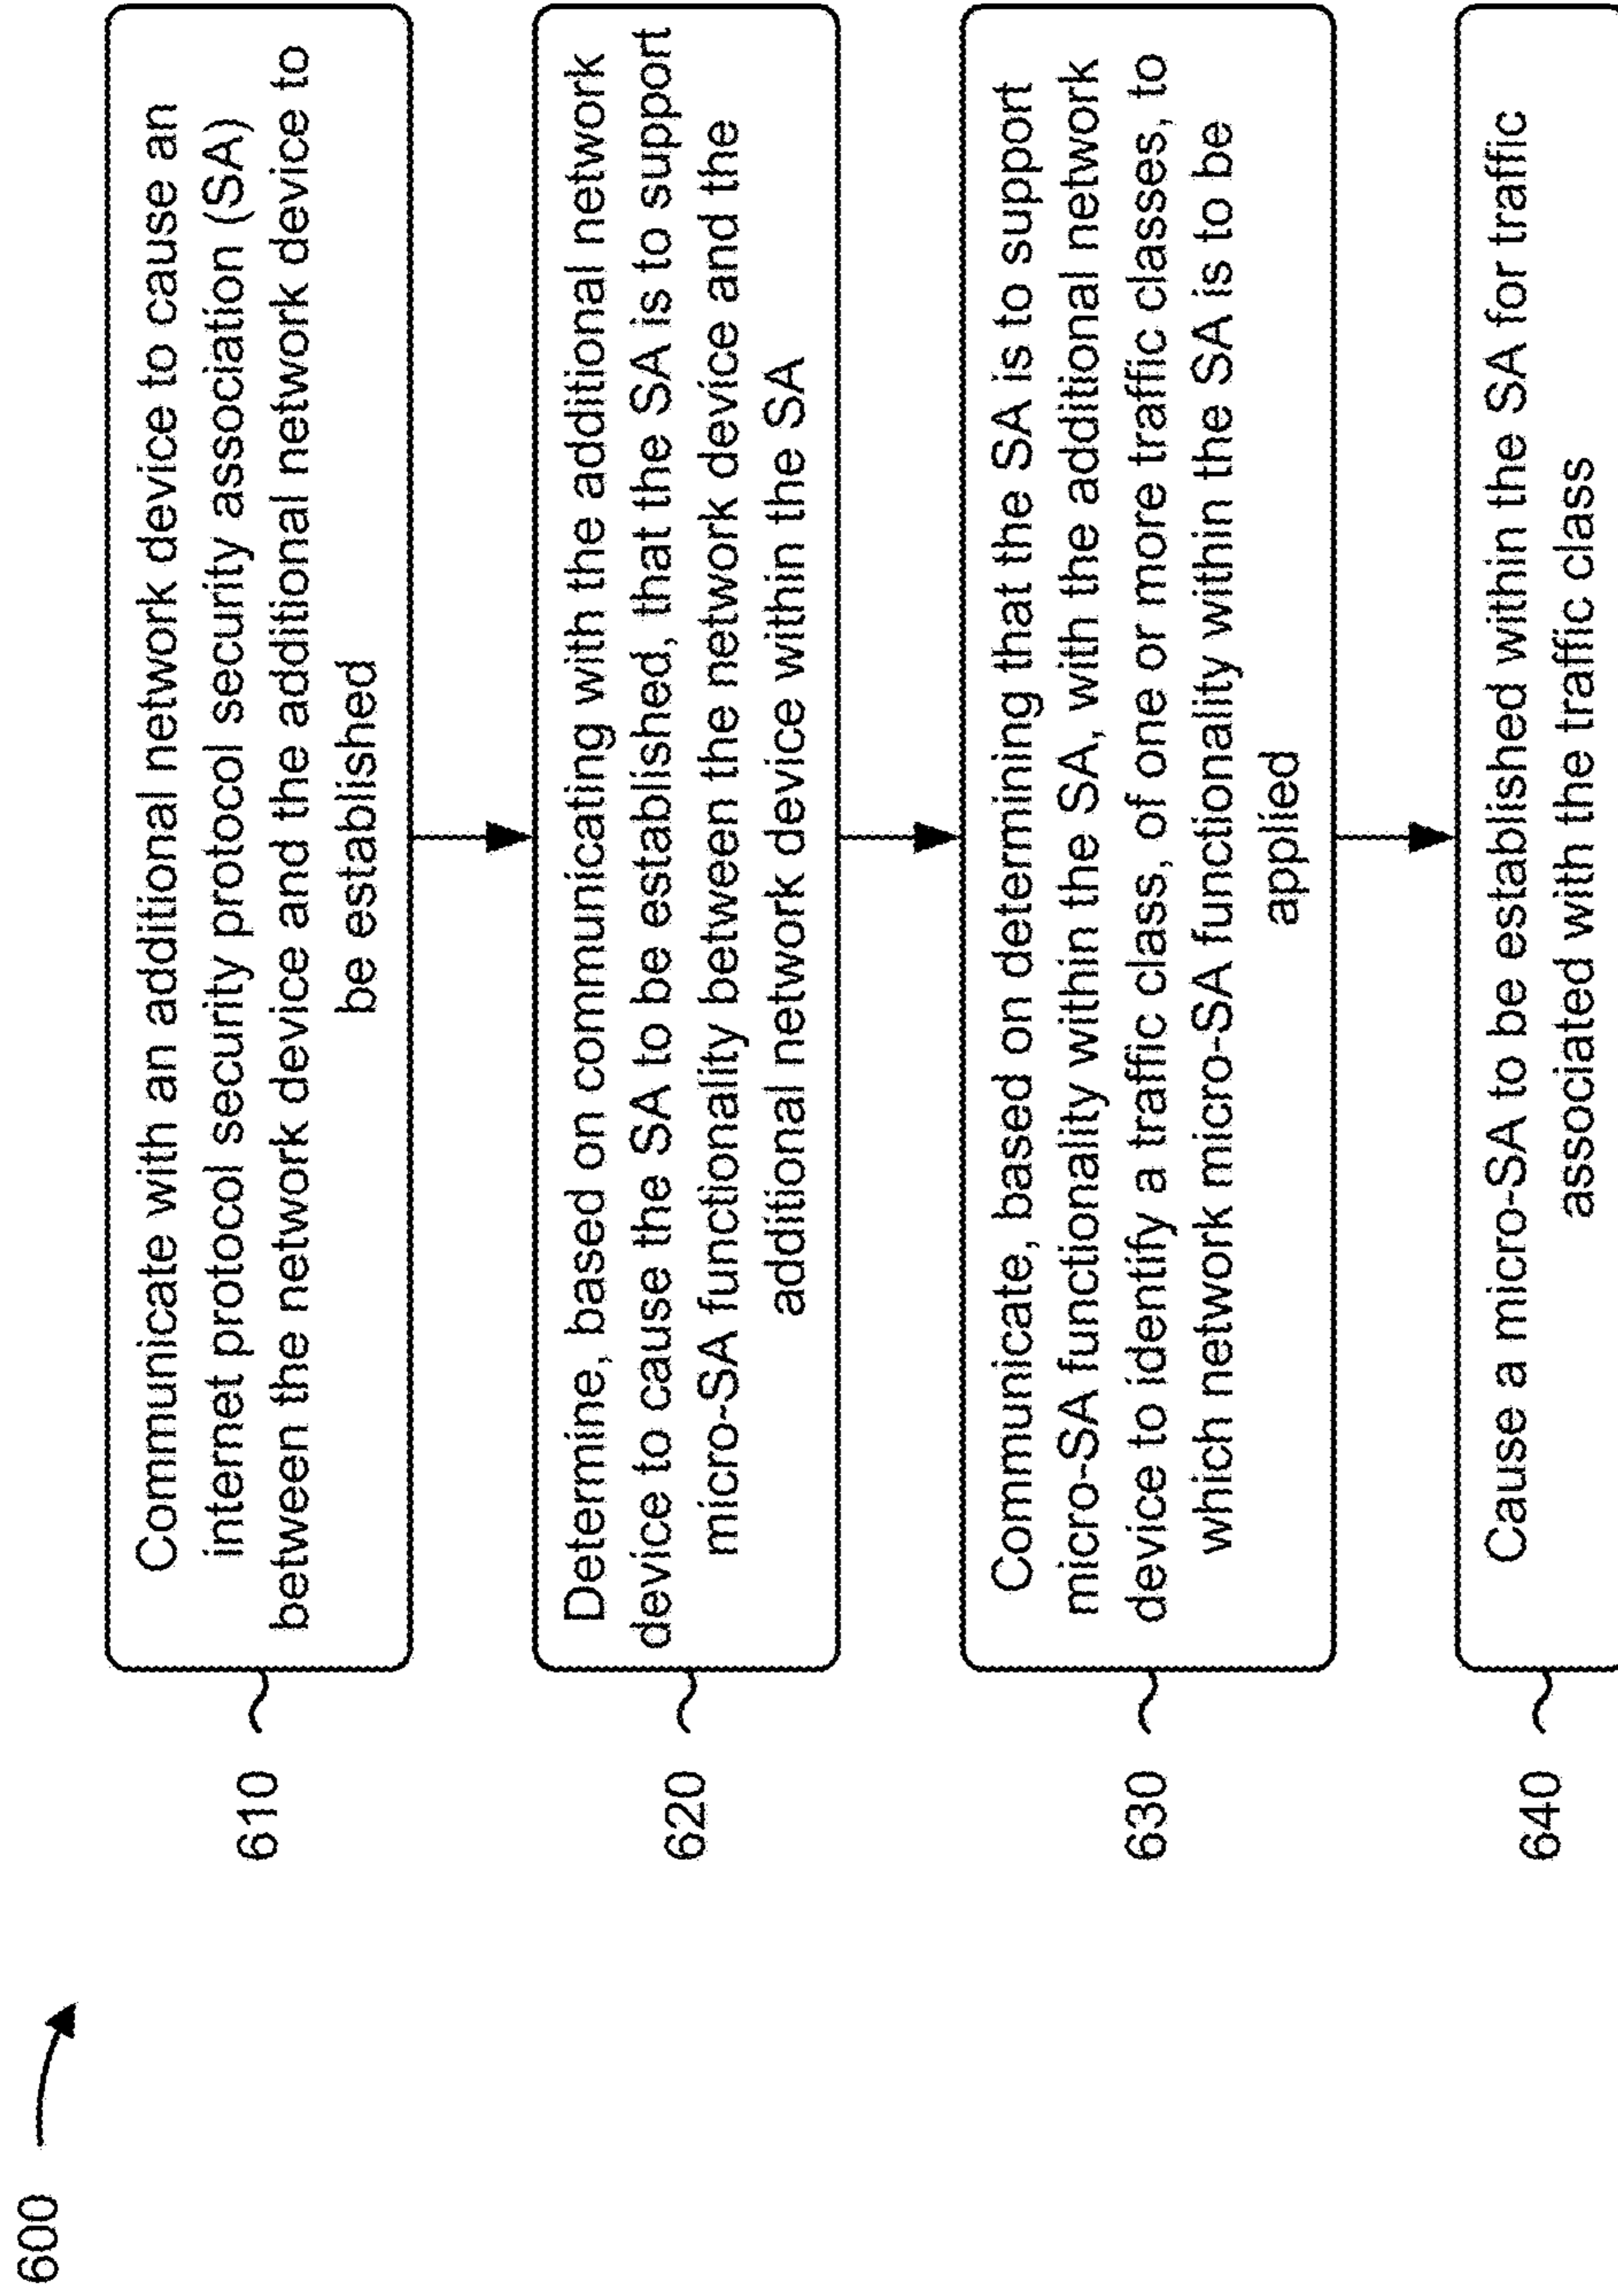 600
610
Communicate with an additional network device to cause an
internet protocol security protocol security association (SA)
between the network device and the additional network device to
be established
620
Determine, based on communicating with the additional network
device to cause the SA to be established, that the SA is to support
micro-SA functionality between the network device and the
additional network device within the SA
630
Communicate, based on determining that the SA is to support
micro-SA functionality within the SA, with the additional network
device to identify a traffic class, of one or more traffic classes, to
which network micro-SA functionality within the SA is to be
applied
640
Cause a micro-SA to be established within the SA for traffic
associated with the traffic class